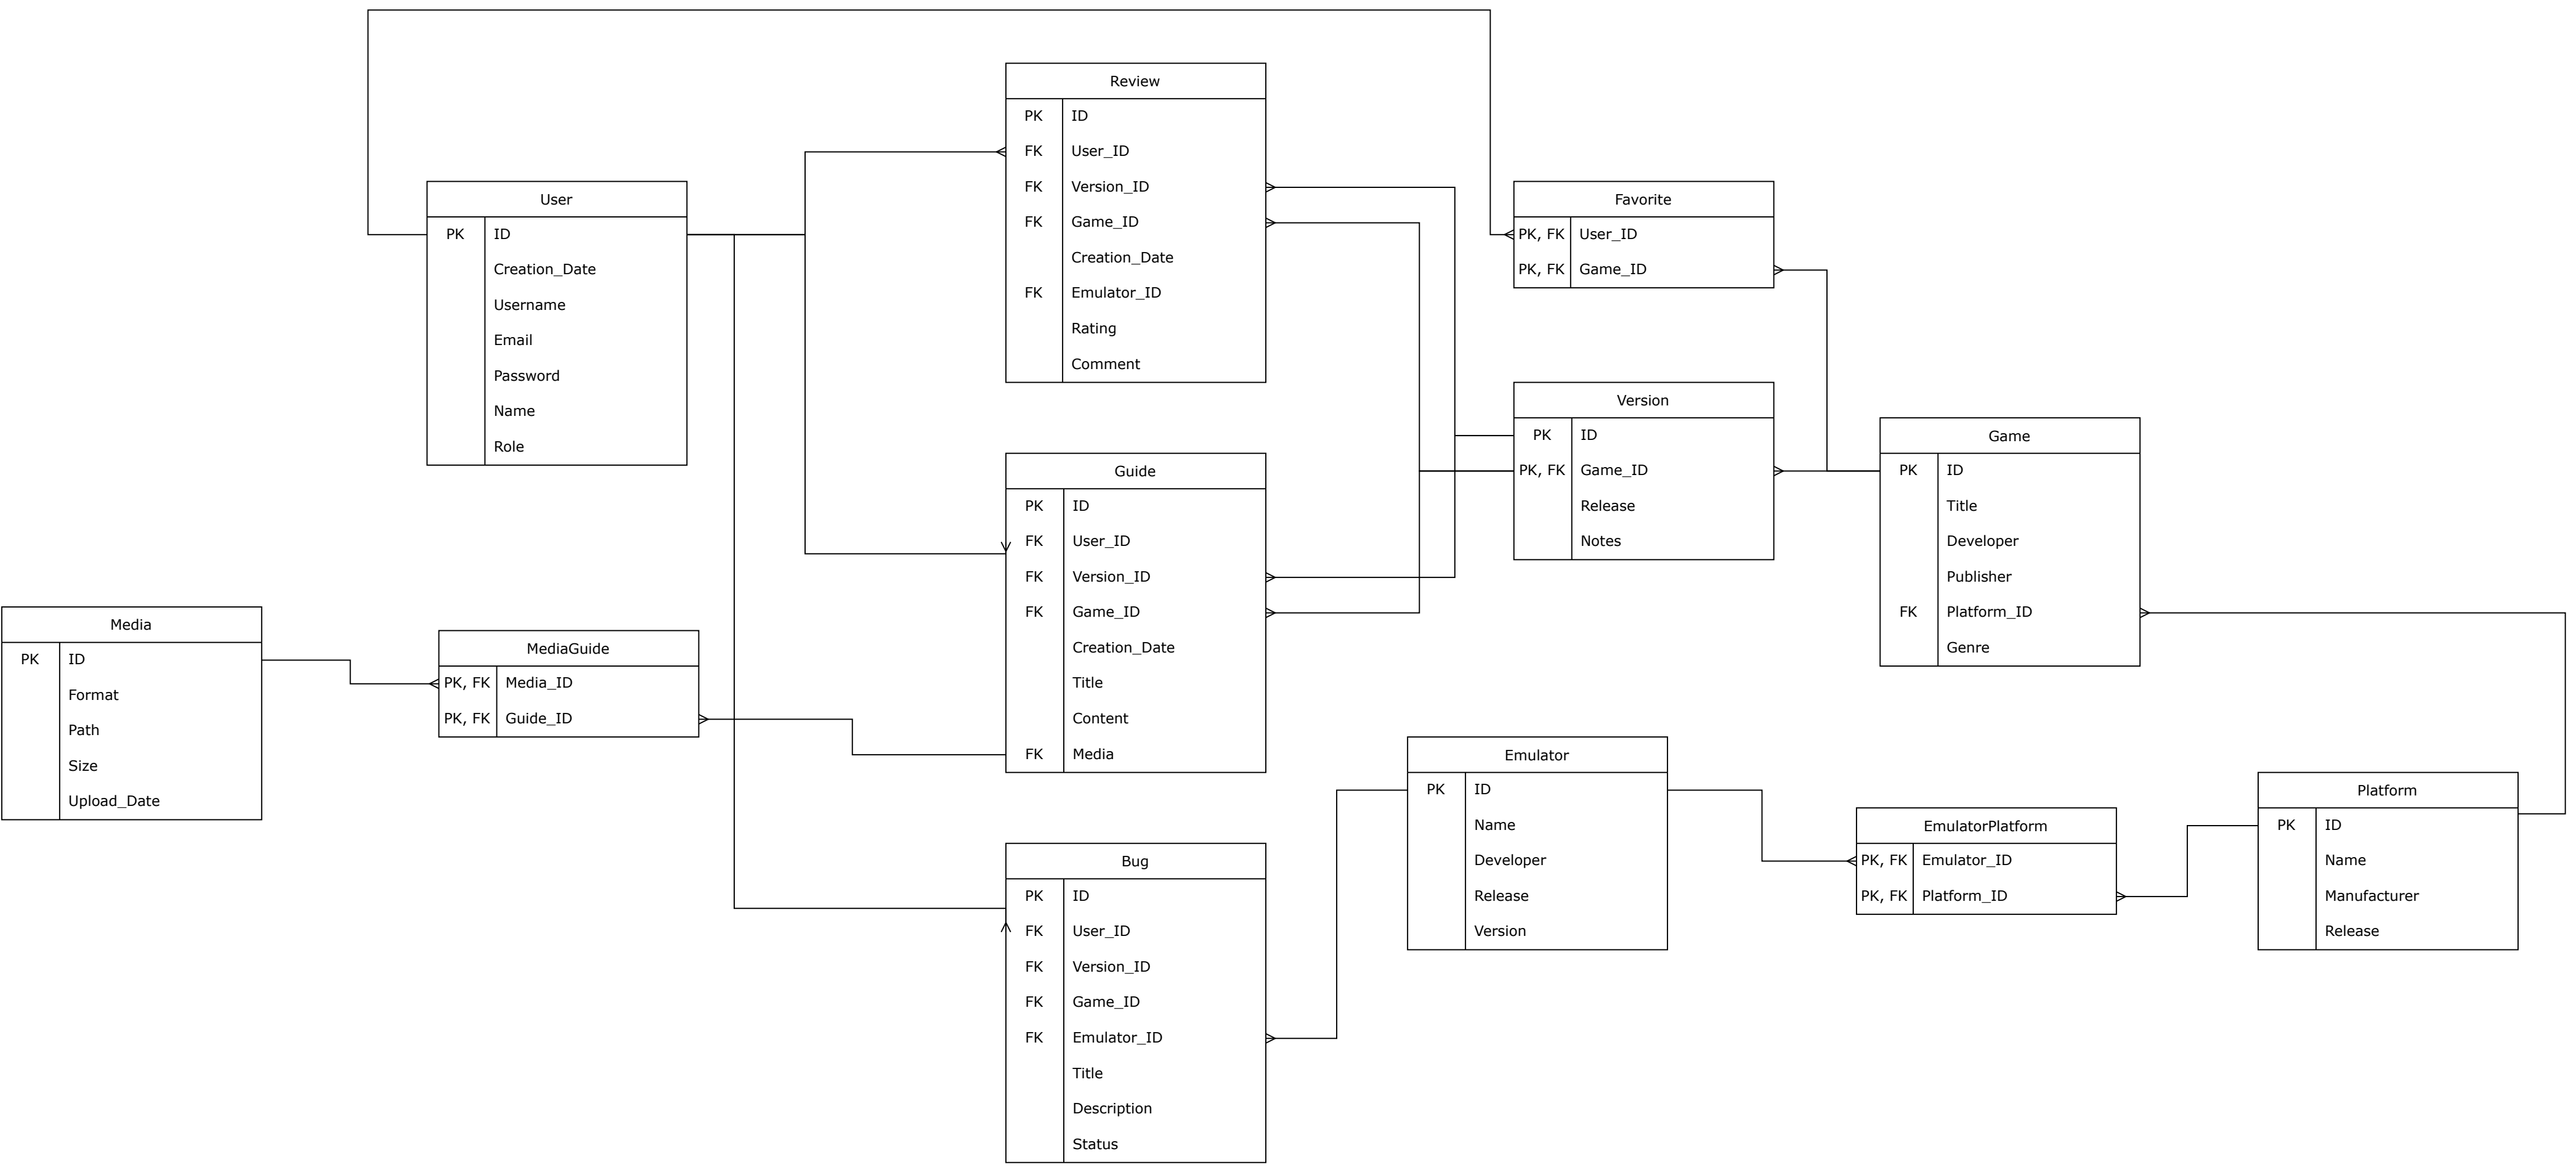 Review
PK ID
FK User_ID
FK Version_ID
FK Game_ID
Creation_Date
FK Emulator_ID
Rating
Comment
User
PK ID
Creation_Date
Username
Email
Password
Name
Role
Favorite
PK, FK User_ID
PK, FK Game_ID
Version
PK ID
PK, FK Game_ID
Release
Notes
Game
PK ID
Title
Developer
Publisher
FK Platform_ID
Genre
Guide
PK ID
FK User_ID
FK Version_ID
FK Game_ID
Creation_Date
Title
Content
FK Media
Media
PK ID
Format
Path
Size
Upload_Date
MediaGuide
PK, FK Media_ID
PK, FK Guide_ID
Emulator
PK ID
Name
Developer
Release
Version
EmulatorPlatform
PK, FK Emulator_ID
PK, FK Platform_ID
Platform
PK ID
Name
Manufacturer
Release
Bug
PK ID
FK User_ID
FK Version_ID
FK Game_ID
FK Emulator_ID
Title
Description
Status